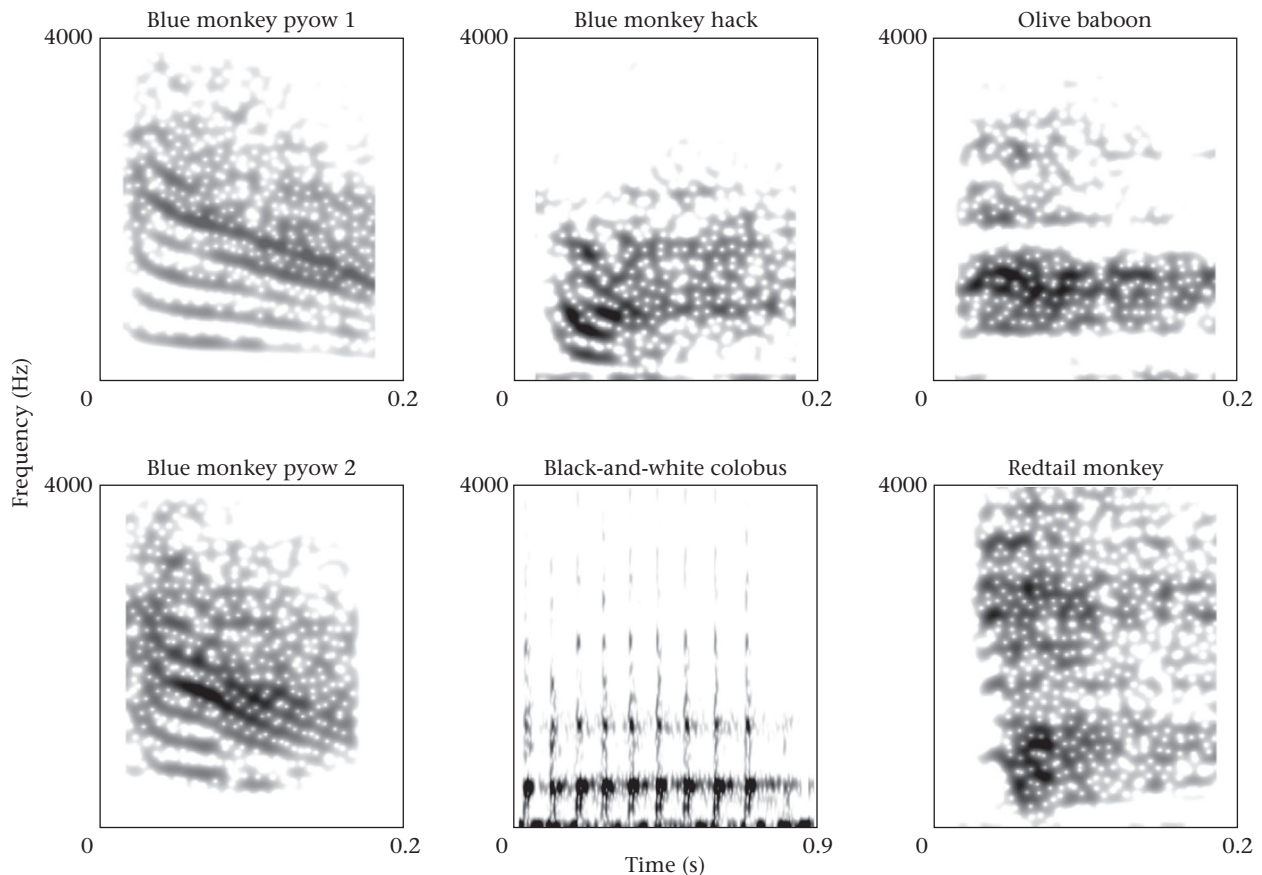 Blue monkey pyow 1
Blue monkey hack
Olive baboon
4000
4000
4000
0
0.2
0
0.2
0
0.2
Frequency (Hz)
Blue monkey pyow 2
Black-and-white colobus
Redtail monkey
4000
4000
4000
0
0.2
0
0.9
0
0.2
Time (s)